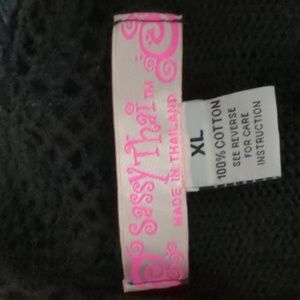 Sassy Thai™
MADE IN THAILAND
XL
100% COTTON
SEE REVERSE
FOR CARE
INSTRUCTION